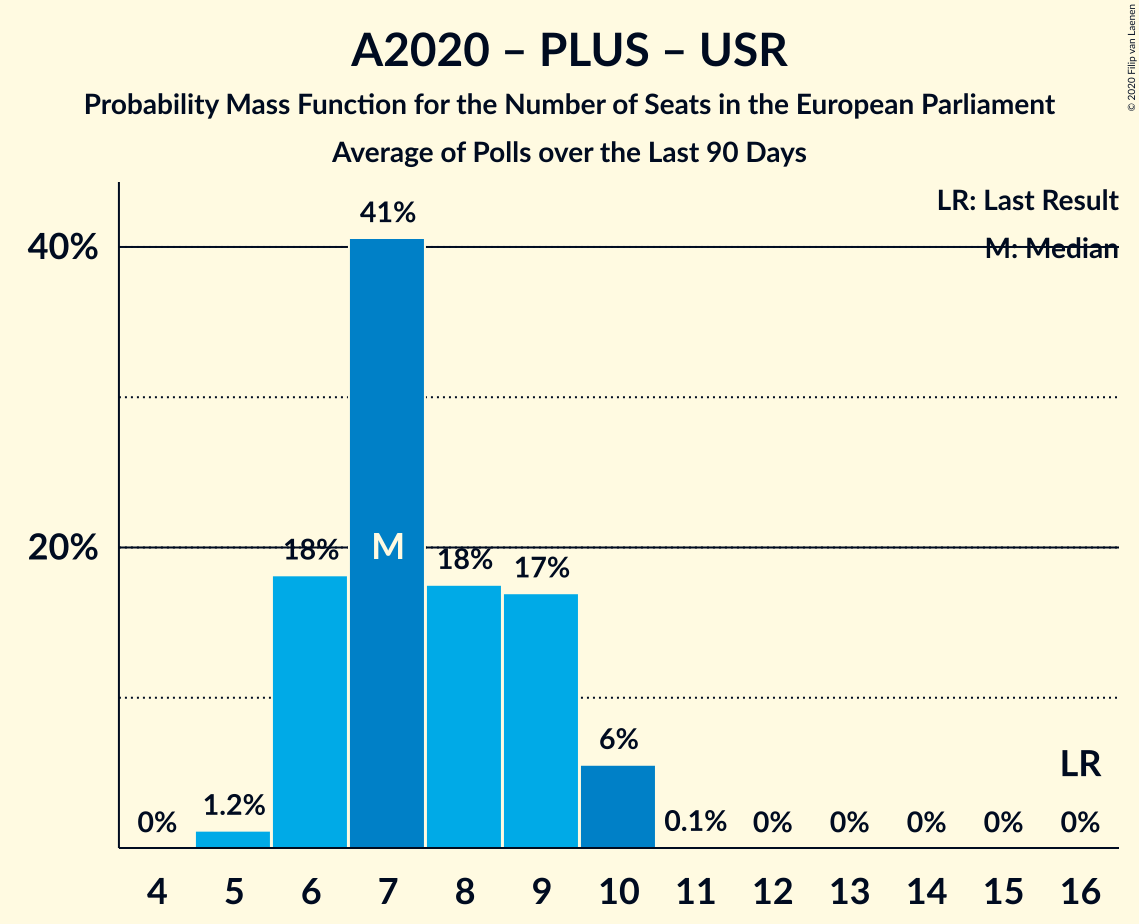 A2020 – PLUS – USR
Probability Mass Function for the Number of Seats in the European Parliament
Average of Polls over the Last 90 Days
© 2020 Filip van Laenen
LR: Last Result
M: Median
41%
40%
20%
18%
M
18%
17%
6%
LR
0%
1.2%
0.1%
0%
0%
0%
0%
0%
4 5 6 7 8 9 10 11 12 13 14 15 16